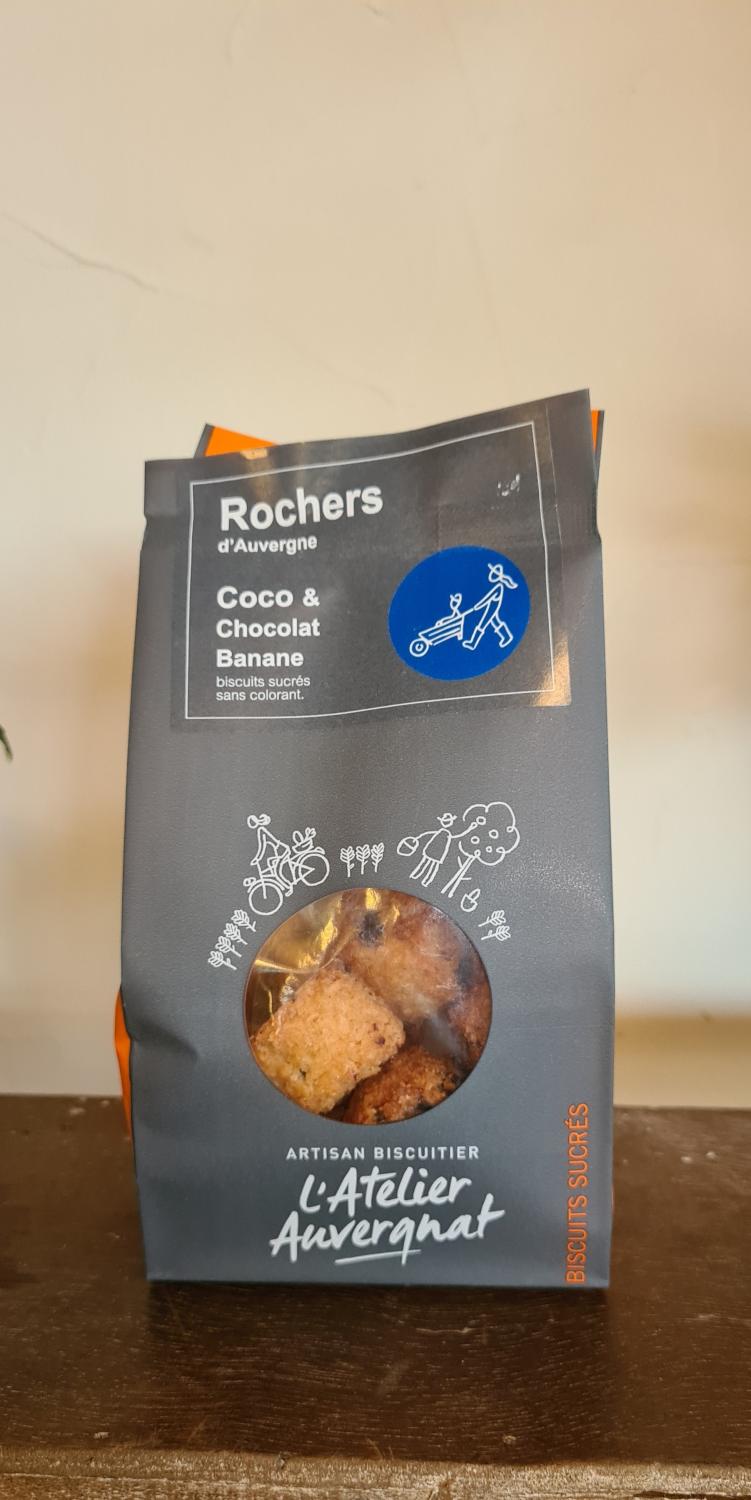 Rochers
d'Auvergne
Coco &
Chocolat
Banane
biscuits sucrés
sans colorant.
ARTISAN BISCUITIER
L'Atelier
Auvergnat
BISCUITS SUCRÉS